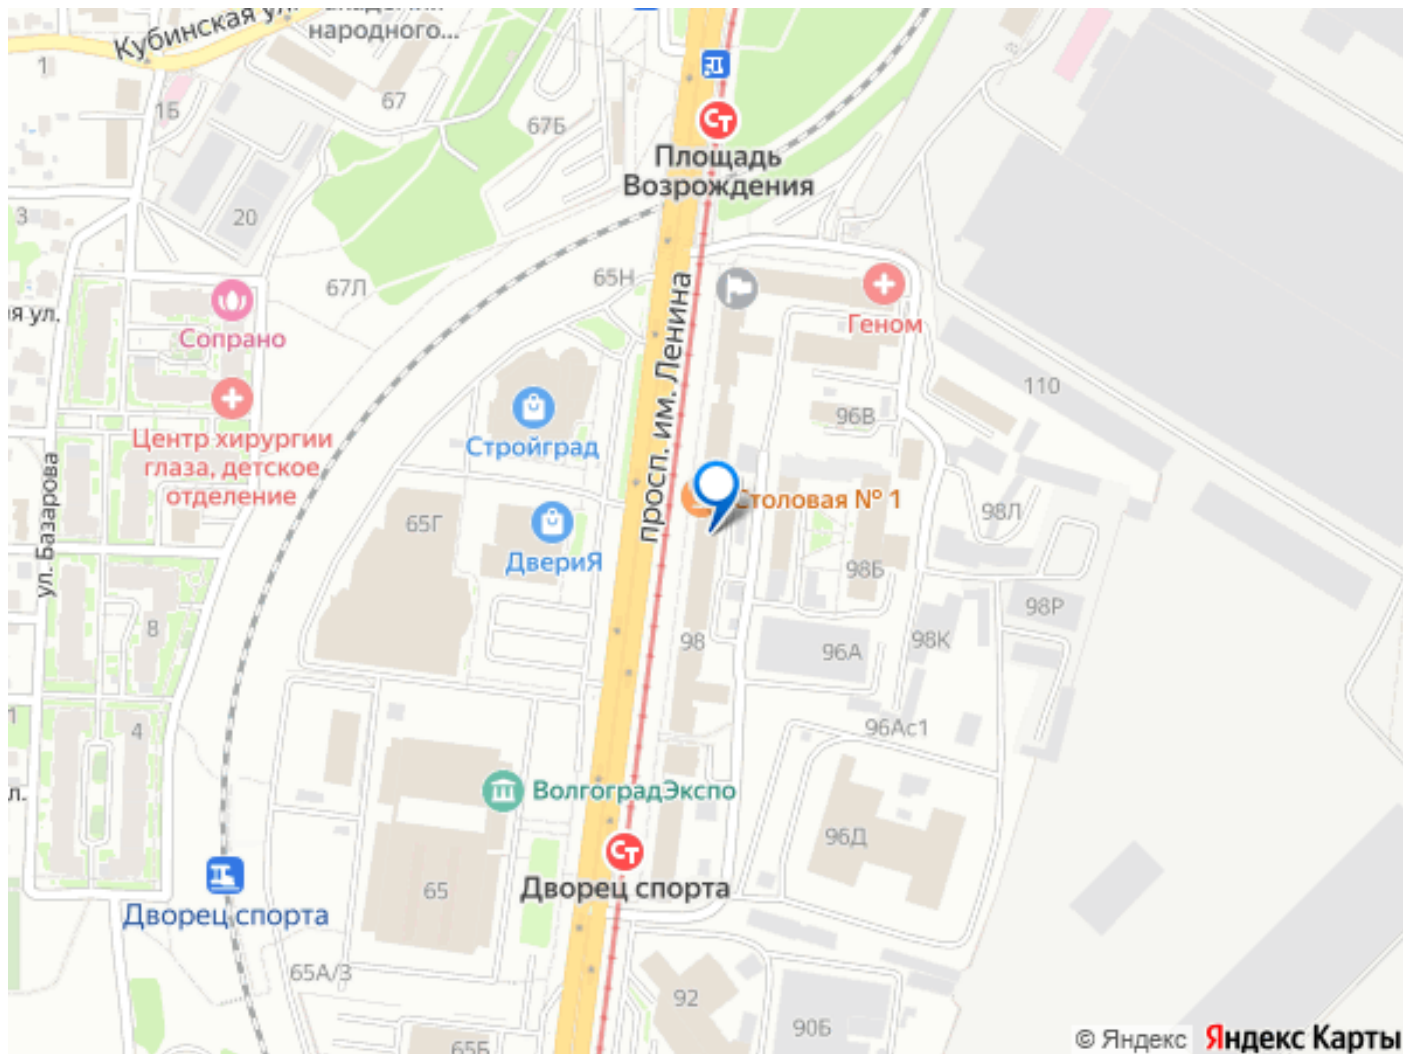 Кубинская ул.
народного...
1
1Б
67
67Б
Площадь
Возрождения
3
20
67Л
65Н
я ул.
Сопрано
просп. им. Ленина
Геном
110
96В
Стройград
Центр хирургии
глаза, детское
отделение
ул. Базарова
65Г
Столовая № 1
98Л
ДвериЯ
98Б
98Р
8
98
96А
98К
4
96Ас1
1
л.
ВолгоградЭкспо
96Д
Дворец спорта
65
Дворец спорта
65А/3
92
90Б
65Б
© Яндекс Яндекс Карты